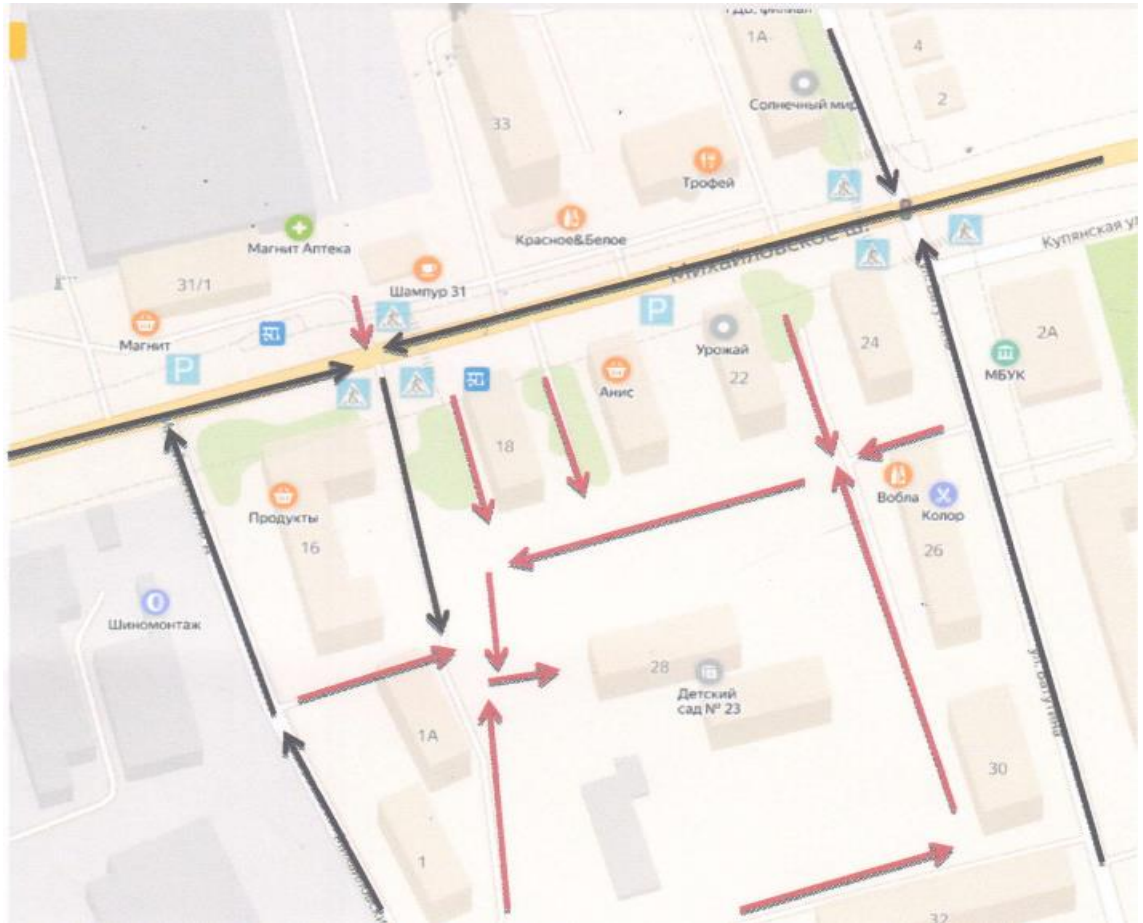 1А
4
Солнечный мир
2
33
Трофей
Красное&Белое
Магнит Аптека
31/1
Шампур 31
Михайловское ш.
Купянская ул
Магнит
P
P
Урожай
24
2А
МБУК
22
Анис
18
Продукты
16
Вобла
Колор
26
Шиномонтаж
28
Детский
сад № 23
ул. Ватутина
1А
30
1
32